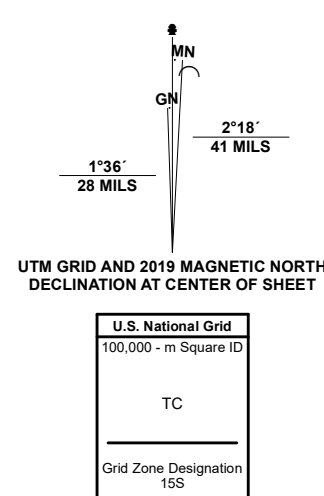 MN
GN
2°18´
41 MILS
1°36´
28 MILS
UTM GRID AND 2019 MAGNETIC NORTH
DECLINATION AT CENTER OF SHEET
U.S. National Grid
100,000 - m Square ID
TC
Grid Zone Designation
15S